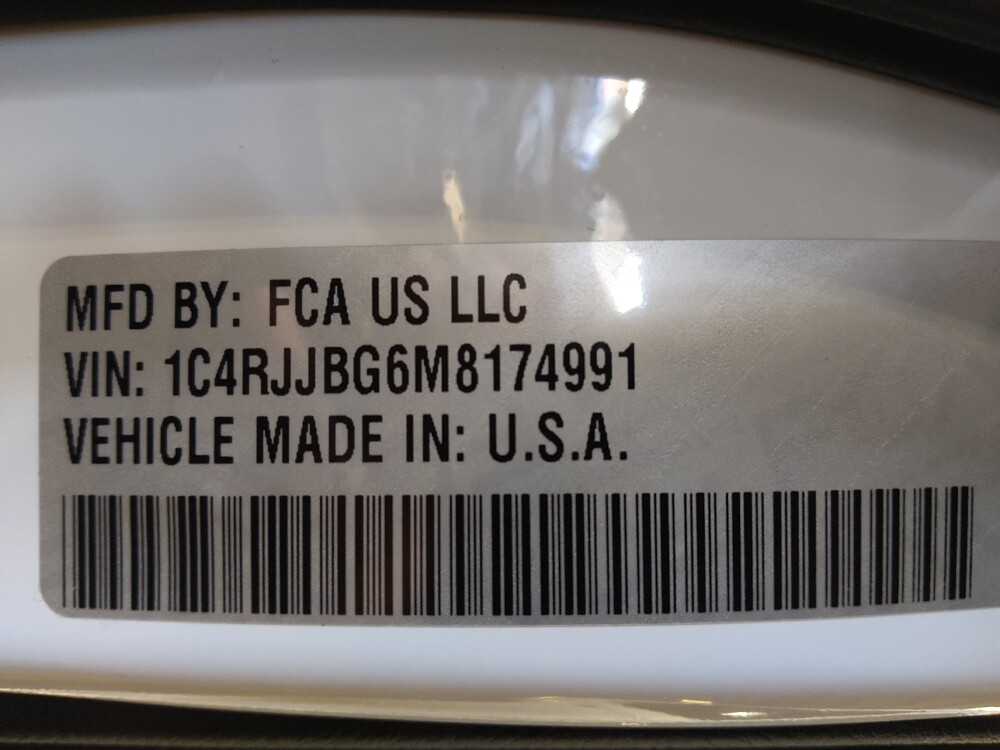 MFD BY: FCA US LLC
VIN: 1C4RJJBG6M8174991
VEHICLE MADE IN: U.S.A.